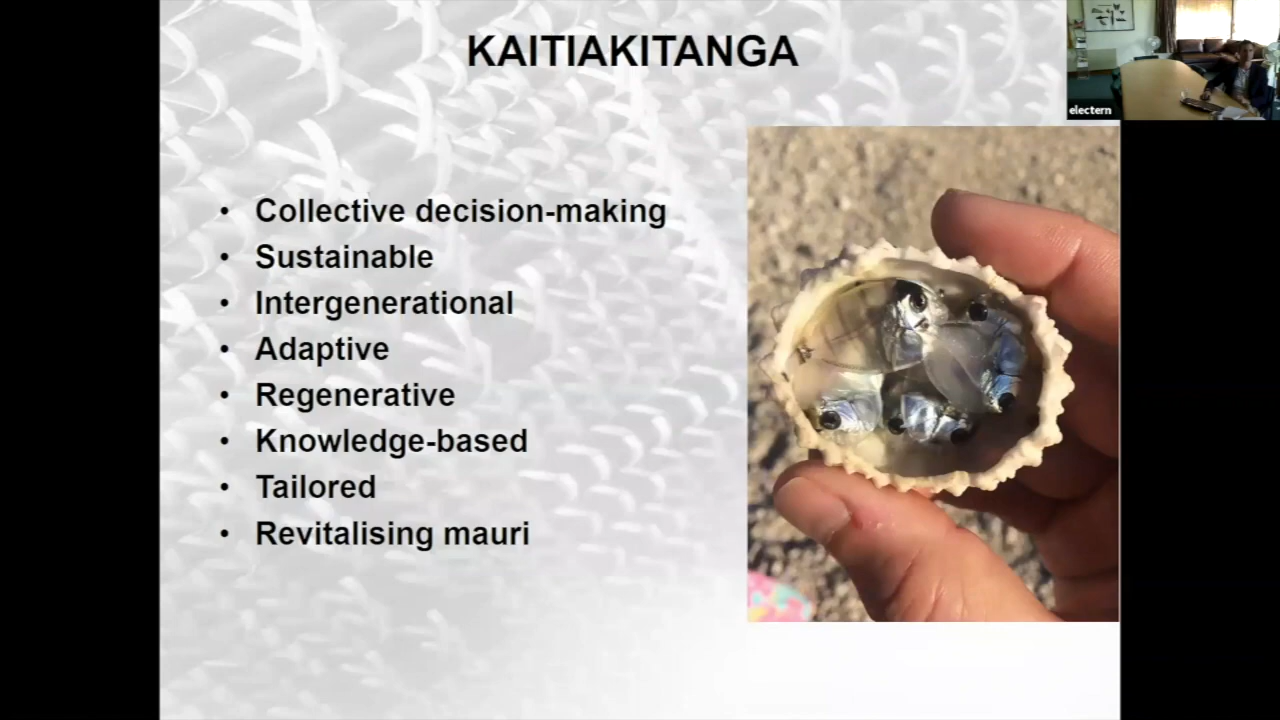 KAITIAKITANGA
electern
• Collective decision-making
• Sustainable
• Intergenerational
• Adaptive
• Regenerative
• Knowledge-based
• Tailored
• Revitalising mauri